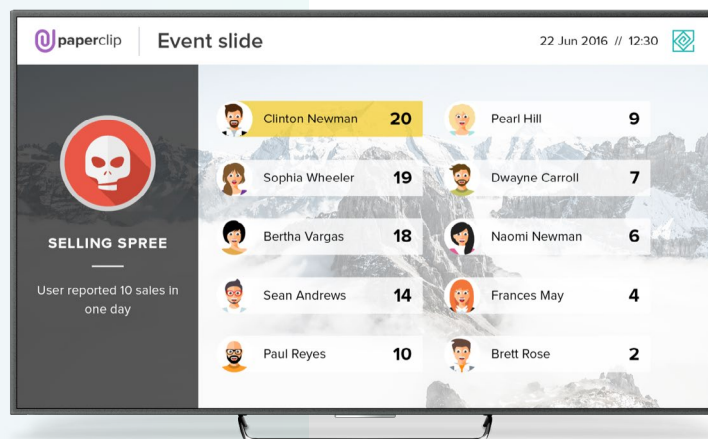 paperclip
Event slide
22 Jun 2016 // 12:30
SELLING SPREE
User reported 10 sales in
one day
Clinton Newman 20
Sophia Wheeler 19
Bertha Vargas 18
Sean Andrews 14
Paul Reyes 10
Pearl Hill 9
Dwayne Carroll 7
Naomi Newman 6
Frances May 4
Brett Rose 2